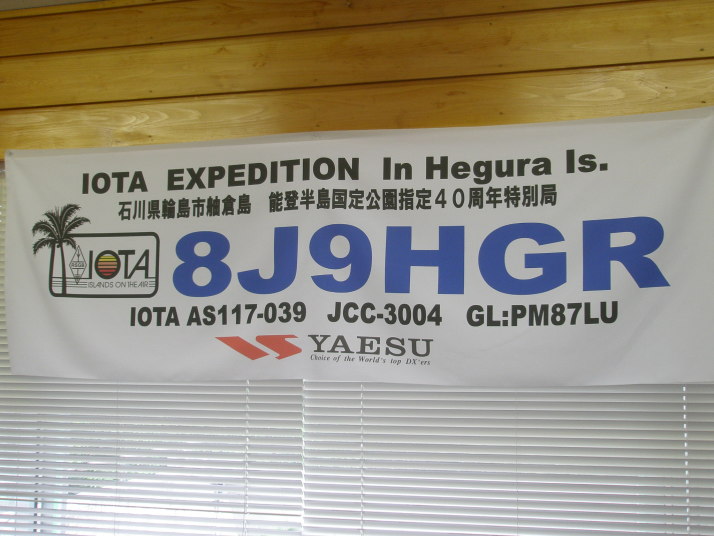 IOTA EXPEDITION In Hegura Is.
石川県輪島市舳倉島 能登半島国定公園指定40周年特別局
RSGB
IOTA
ISLANDS ON THE AIR
8J9HGR
IOTA AS117-039 JCC-3004 GL:PM87LU
YAESU
Choice of the World's top DX'ers